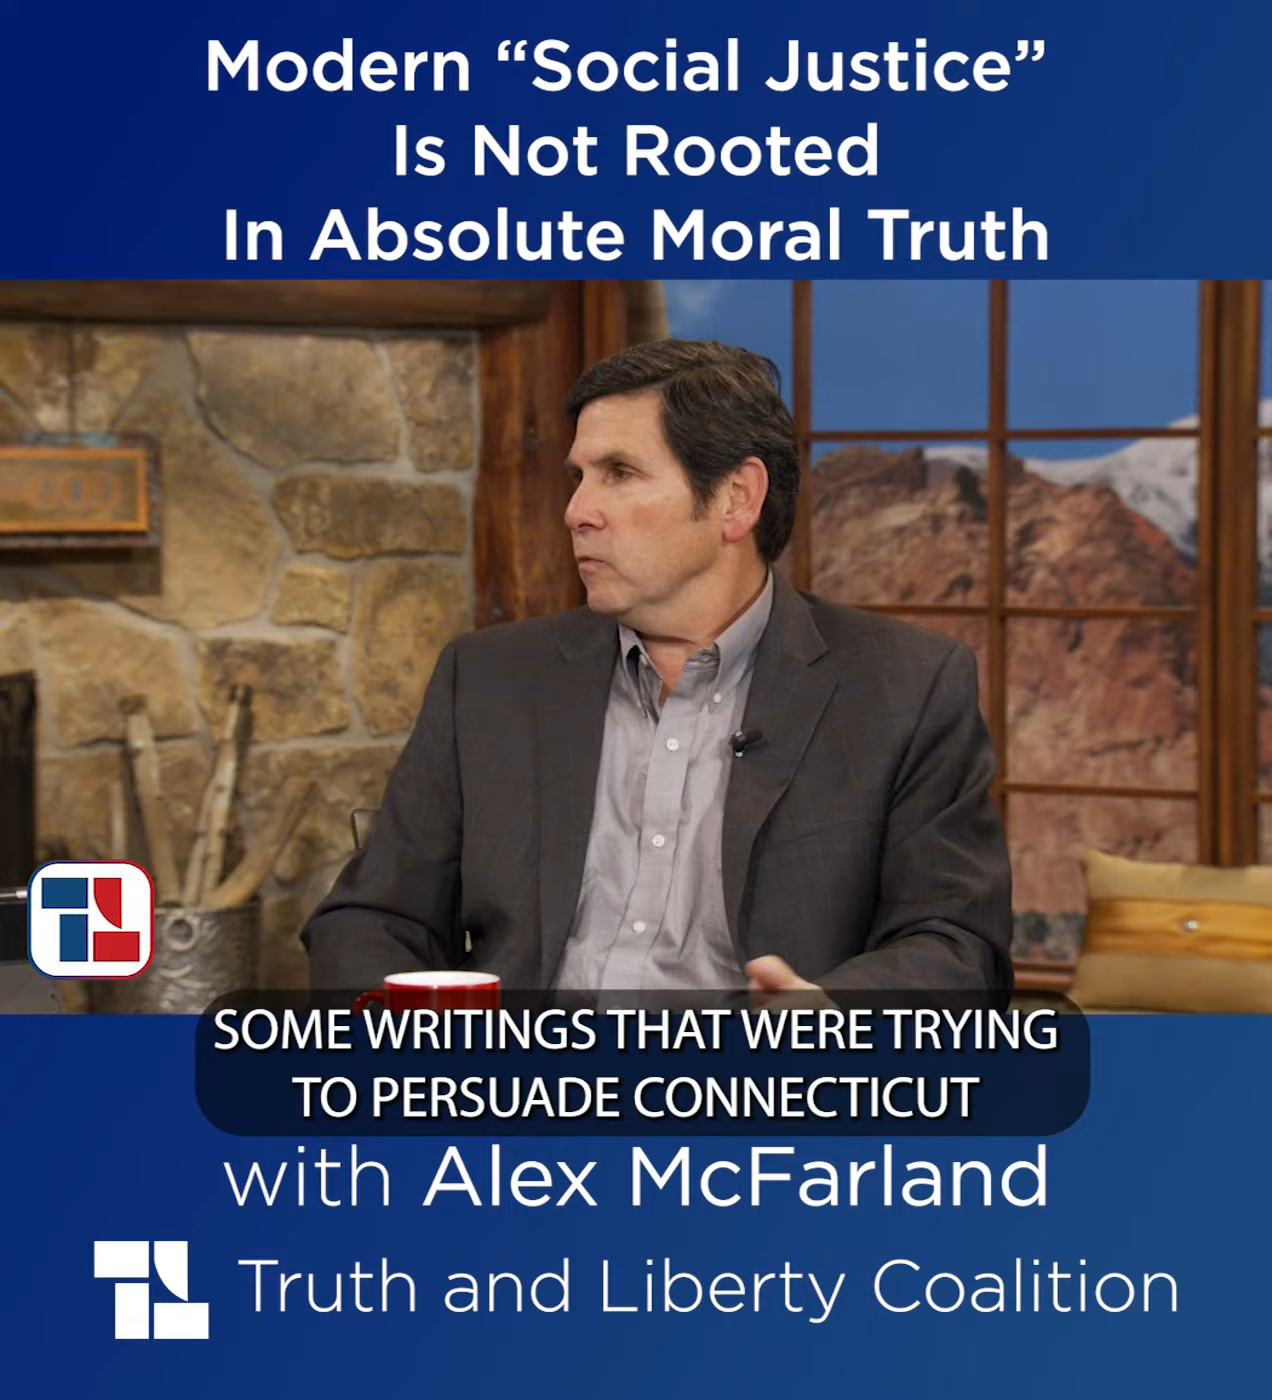 Modern “Social Justice”
Is Not Rooted
In Absolute Moral Truth
SOME WRITINGS THAT WERE TRYING
TO PERSUADE CONNECTICUT
with Alex McFarland
Truth and Liberty Coalition